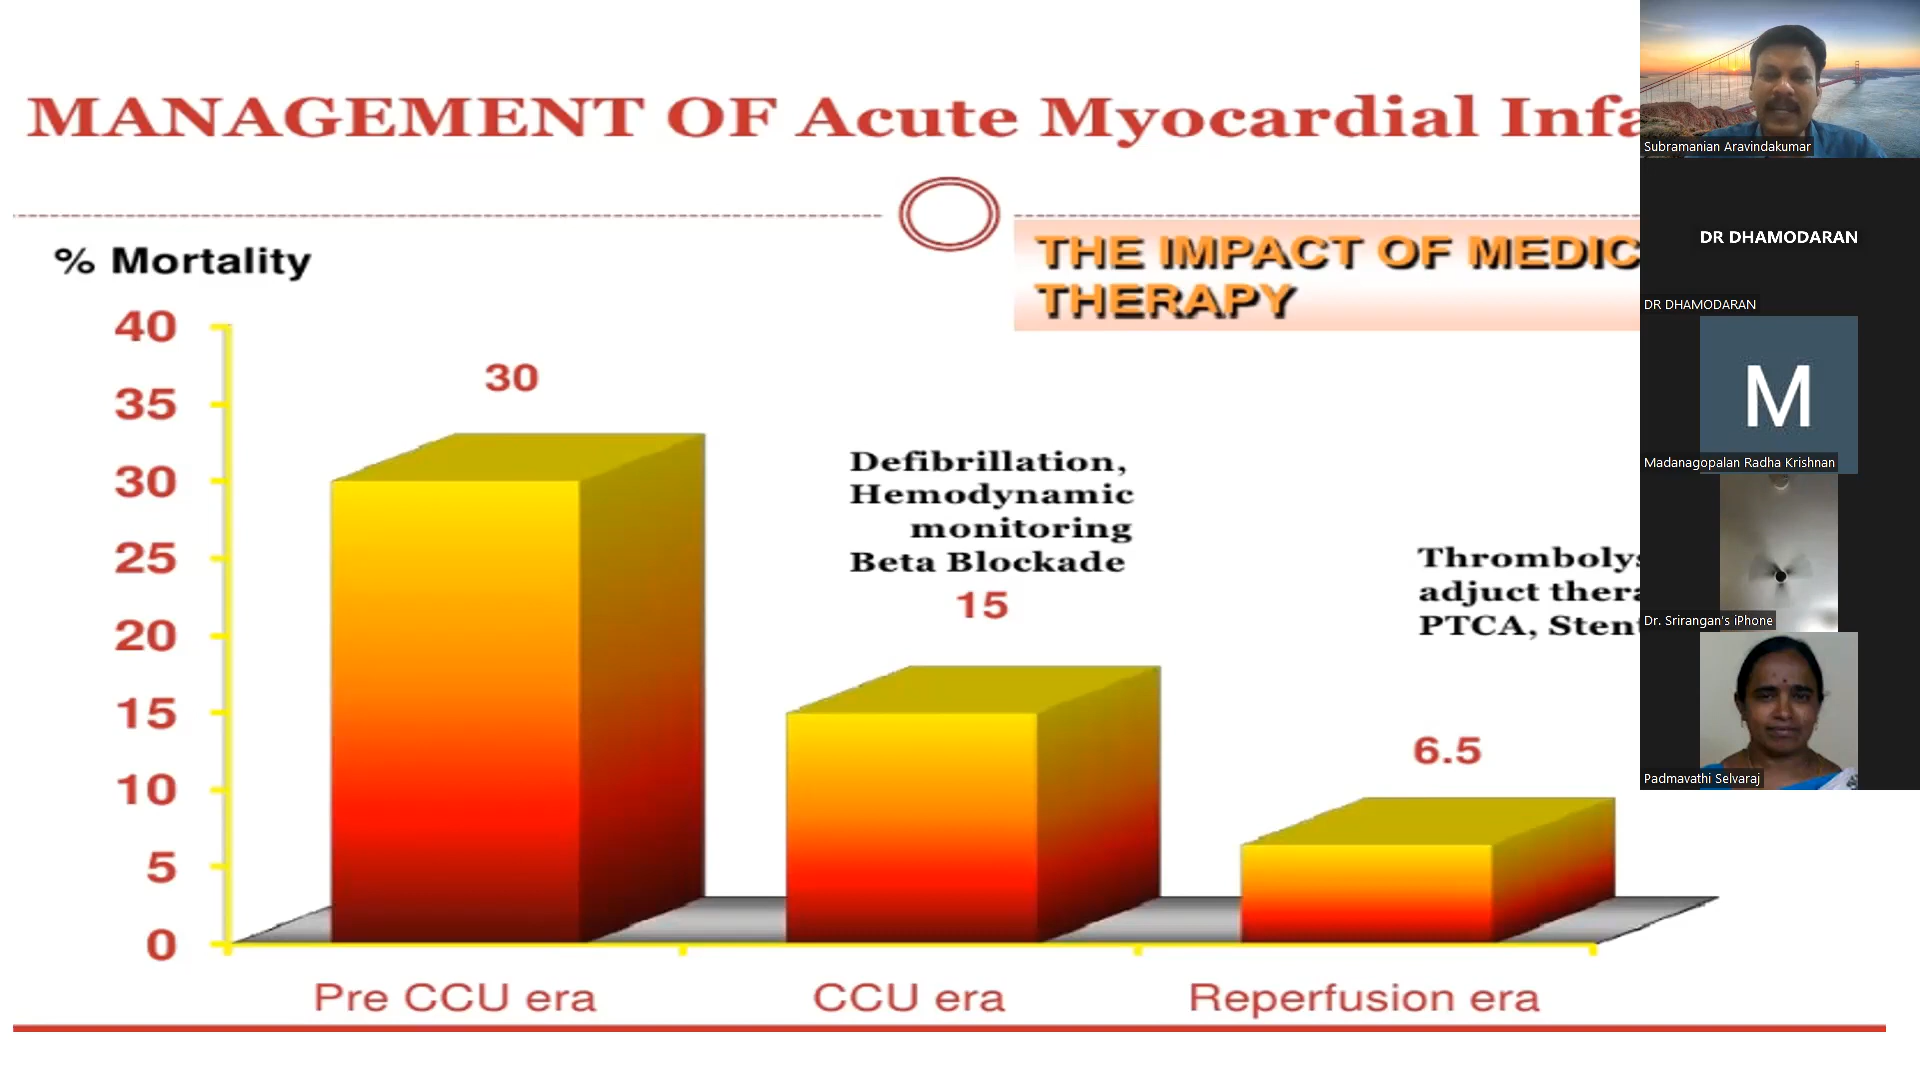 MANAGEMENT OF Acute Myocardial Infa
THE IMPACT OF MEDIC
THERAPY
% Mortality
40
35
30
25
20
15
10
5
0
30
Defibrillation,
Hemodynamic
monitoring
Beta Blockade
15
Thrombolys
adjuct thera
PTCA, Stent
6.5
Pre CCU era
CCU era
Reperfusion era
Subramanian Aravindakumar
DR DHAMODARAN
DR DHAMODARAN
M
Madanagopalan Radha Krishnan
Dr. Srirangan's iPhone
Padmavathi Selvaraj